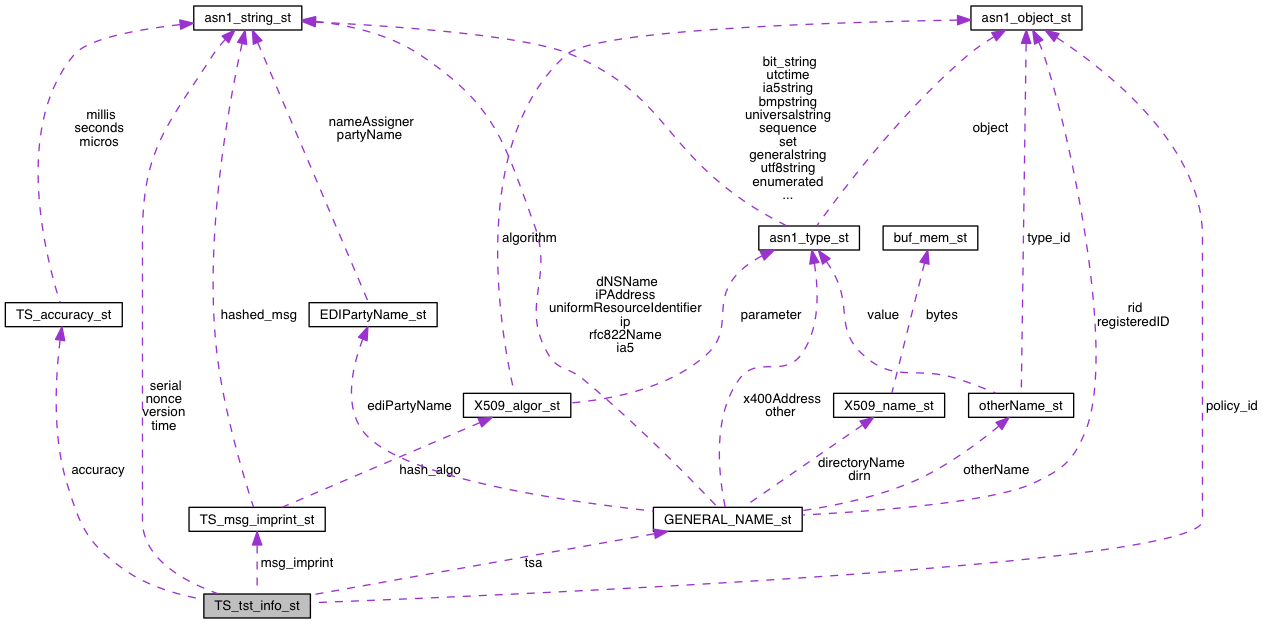 asn1_string_st
asn1_object_st
bit_string
utctime
ia5string
bmpstring
universalstring
sequence
set
generalstring
utf8string
enumerated
...
millis
seconds
micros
nameAssigner
partyName
object
algorithm
asn1_type_st
buf_mem_st
type_id
dNSName
iPAddress
uniformResourceIdentifier
ip
rfc822Name
ia5
TS_accuracy_st
hashed_msg
EDIPartyName_st
parameter
value
bytes
rid
registeredID
serial
nonce
version
time
ediPartyName
X509_algor_st
x400Address
other
X509_name_st
otherName_st
policy_id
accuracy
hash_algo
directoryName
dirn
otherName
TS_msg_imprint_st
GENERAL_NAME_st
msg_imprint
tsa
TS_tst_info_st